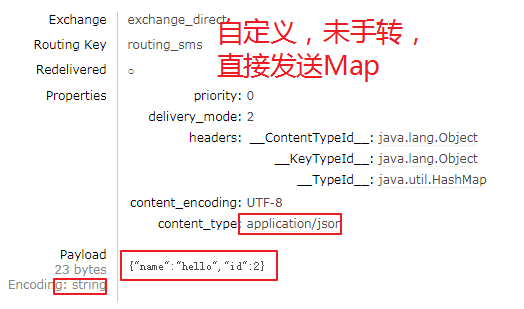 Exchange exchange_direct
Routing Key routing_sms
Redelivered ○
Properties priority: 0
delivery_mode: 2
headers: __ContentTypeId__: java.lang.Object
__KeyTypeId__: java.lang.Object
__TypeId__: java.util.HashMap
content_encoding: UTF-8
content_type: application/json
Payload
23 bytes
Encoding: string
{"name":"hello","id":2}
自定义，未手转，
直接发送Map